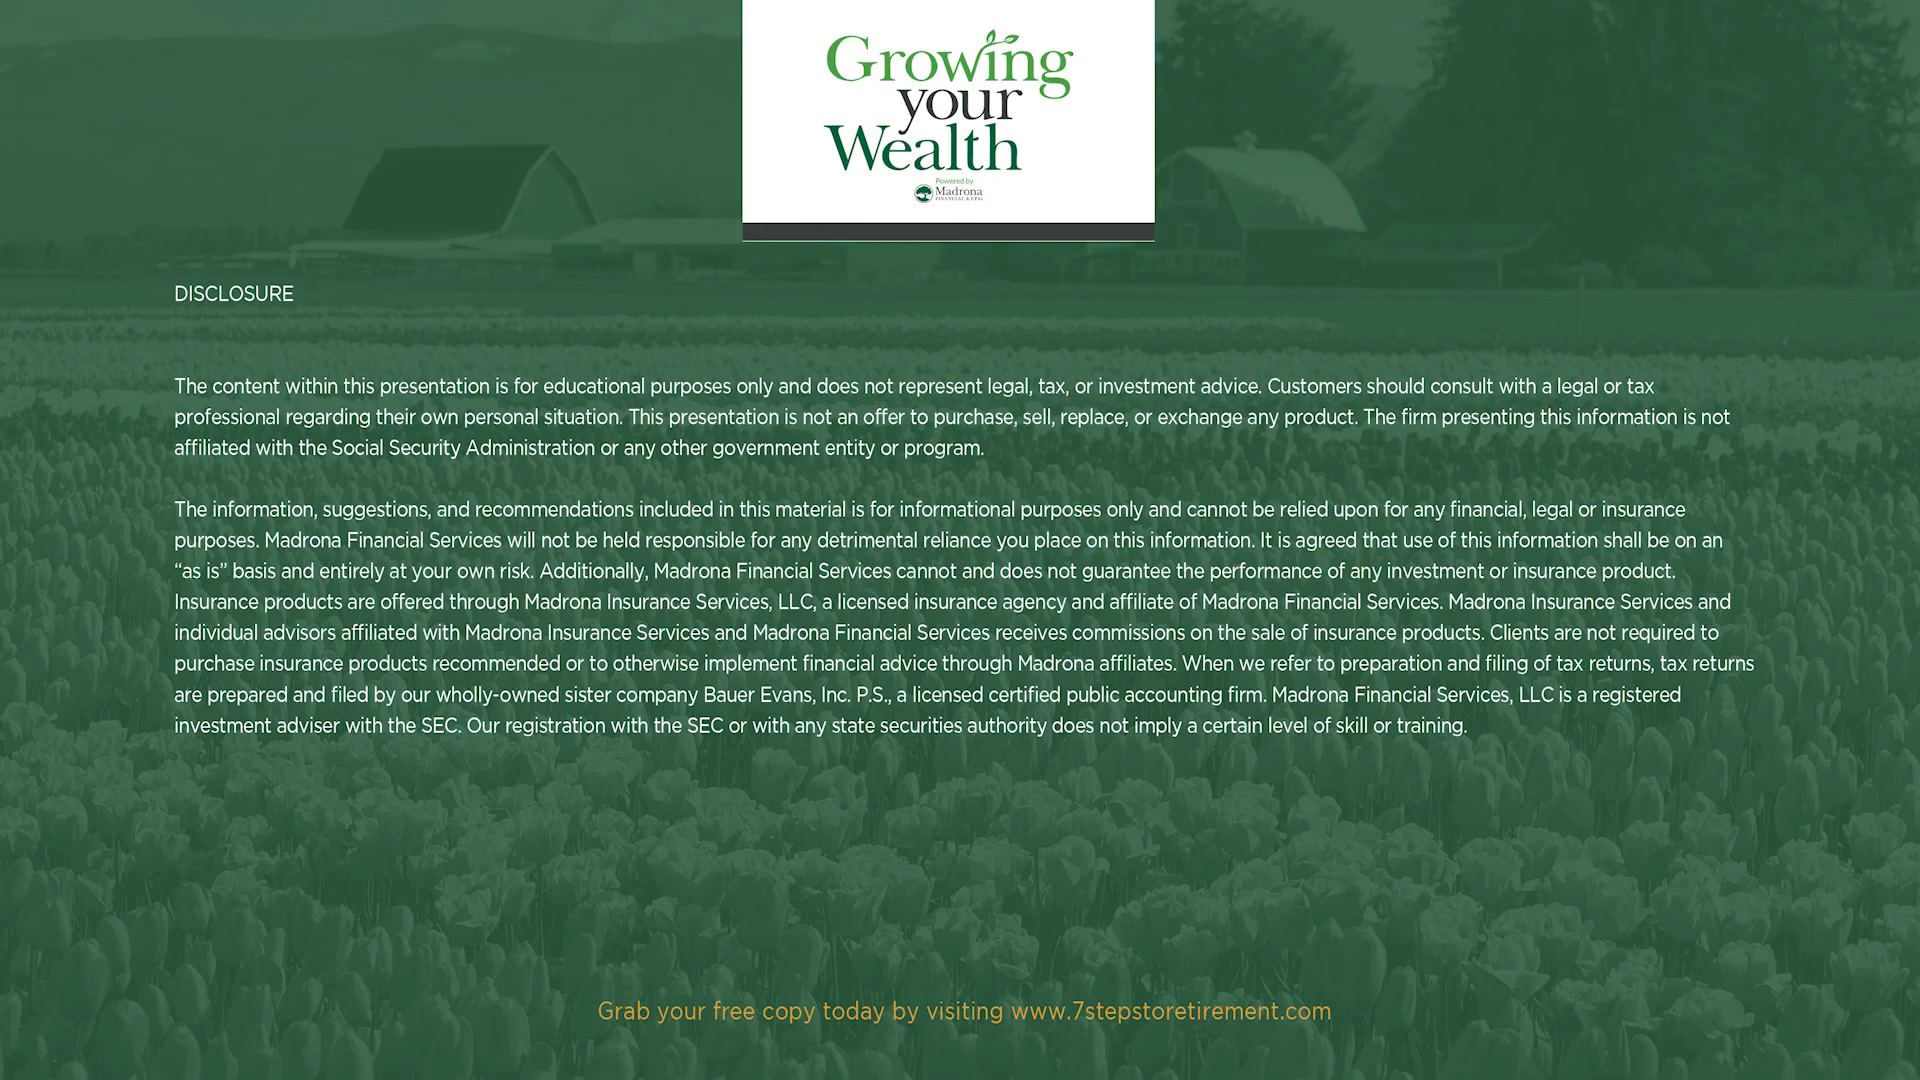 Growing
your
Wealth
Powered by
Madrona
FINANCIAL & CPAs
DISCLOSURE
The content within this presentation is for educational purposes only and does not represent legal, tax, or investment advice. Customers should consult with a legal or tax
professional regarding their own personal situation. This presentation is not an offer to purchase, sell, replace, or exchange any product. The firm presenting this information is not
affiliated with the Social Security Administration or any other government entity or program.
The information, suggestions, and recommendations included in this material is for informational purposes only and cannot be relied upon for any financial, legal or insurance
purposes. Madrona Financial Services will not be held responsible for any detrimental reliance you place on this information. It is agreed that use of this information shall be on an
“as is” basis and entirely at your own risk. Additionally, Madrona Financial Services cannot and does not guarantee the performance of any investment or insurance product.
Insurance products are offered through Madrona Insurance Services, LLC, a licensed insurance agency and affiliate of Madrona Financial Services. Madrona Insurance Services and
individual advisors affiliated with Madrona Insurance Services and Madrona Financial Services receives commissions on the sale of insurance products. Clients are not required to
purchase insurance products recommended or to otherwise implement financial advice through Madrona affiliates. When we refer to preparation and filing of tax returns, tax returns
are prepared and filed by our wholly-owned sister company Bauer Evans, Inc. P.S., a licensed certified public accounting firm. Madrona Financial Services, LLC is a registered
investment adviser with the SEC. Our registration with the SEC or with any state securities authority does not imply a certain level of skill or training.
Grab your free copy today by visiting www.7stepstoretirement.com